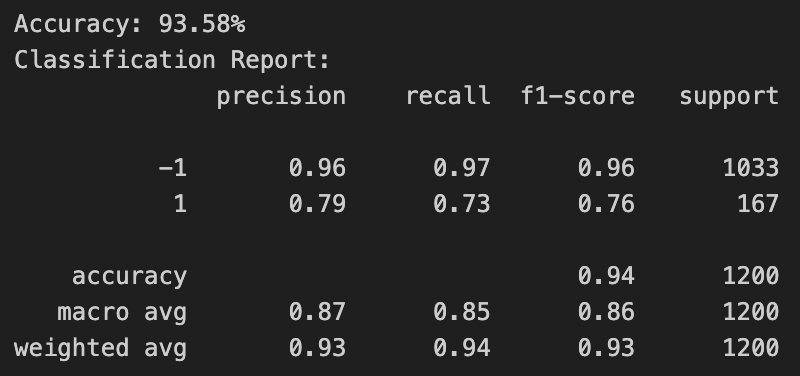 Accuracy: 93.58%
Classification Report:
precision recall f1-score support
-1 0.96 0.97 0.96 1033
1 0.79 0.73 0.76 167
accuracy 0.94 1200
macro avg 0.87 0.85 0.86 1200
weighted avg 0.93 0.94 0.93 1200